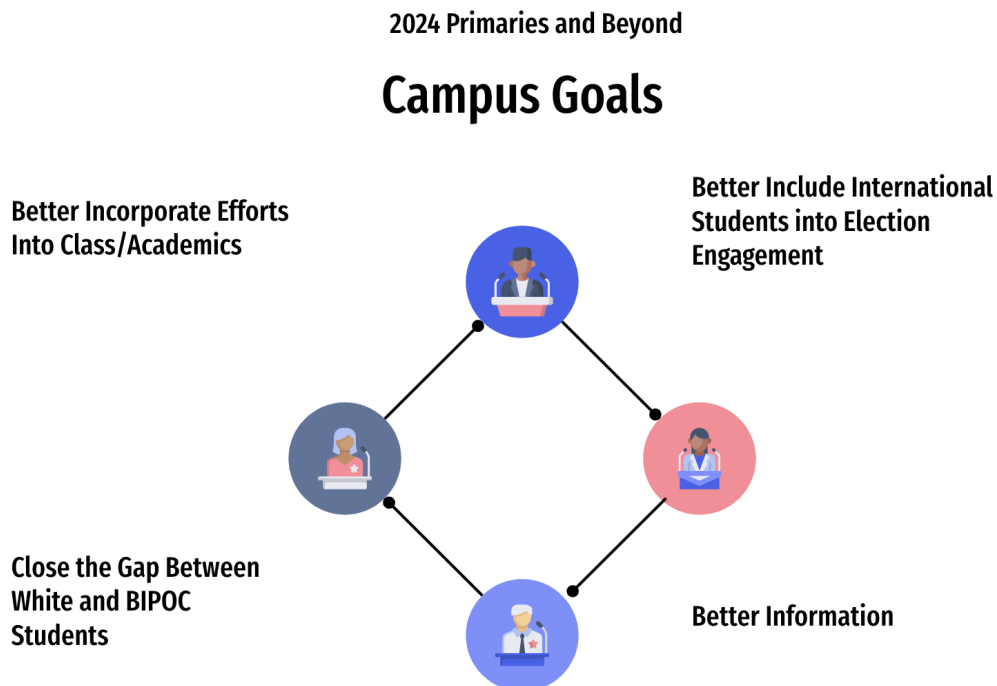 2024 Primaries and Beyond
Campus Goals
Better Incorporate Efforts
Into Class/Academics
Better Include International
Students into Election
Engagement
Close the Gap Between
White and BIPOC
Students
Better Information